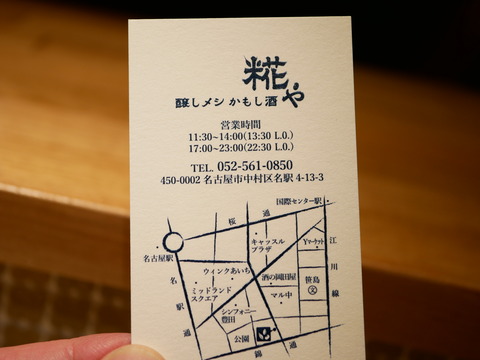 糀や
醸しメシ かもし酒
営業時間
11:30~14:00(13:30 L.O.)
17:00~23:00(22:30 L.O.)
TEL. 052-561-0850
450-0002 名古屋市中村区名駅 4-13-3
国際センター駅
桜通
キャッスル
プラザ
Yマーケット
江川線
名古屋駅
名駅通
ウィンクあいち
酒の岡田屋
笹島
文
ミッドランド
スクエア
マル中
シンフォニー
豊田
公園
錦通